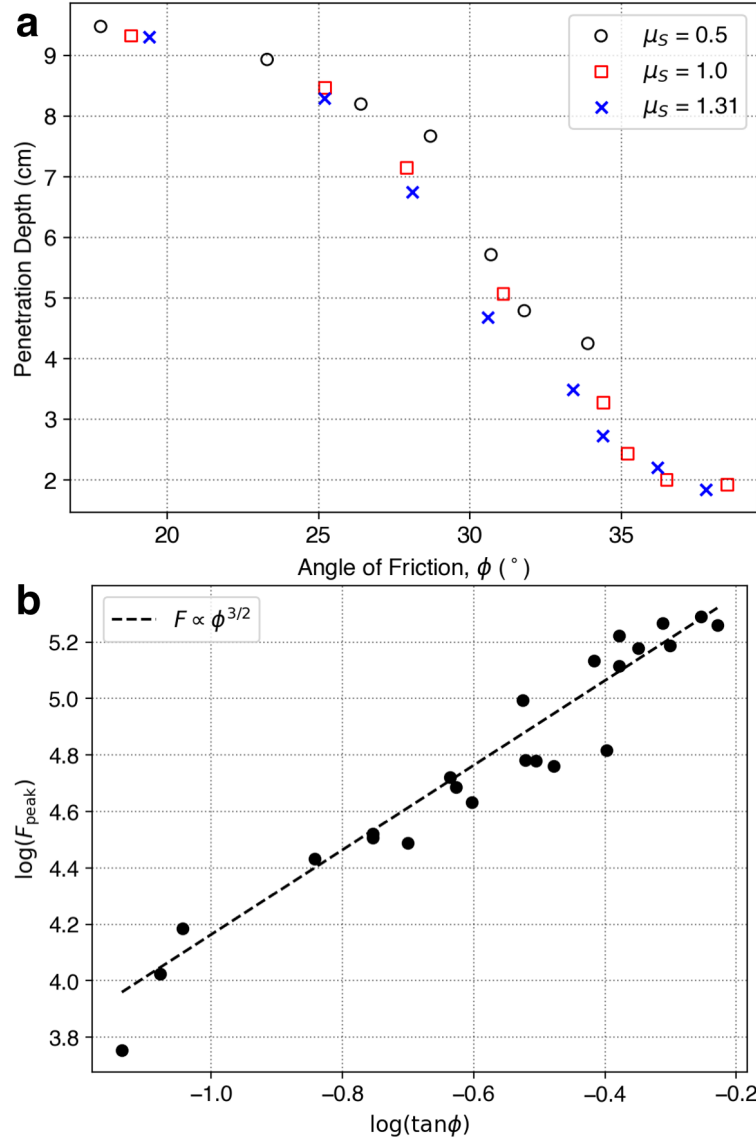 a
μS = 0.5
μS = 1.0
μS = 1.31
9
8
7
6
5
4
3
2
Penetration Depth (cm)
20 25 30 35
Angle of Friction, ϕ (°)
b
F ∝ ϕ3/2
5.2
5.0
4.8
4.6
4.4
4.2
4.0
3.8
log(Fpeak)
−1.0 −0.8 −0.6 −0.4 −0.2
log(tanϕ)